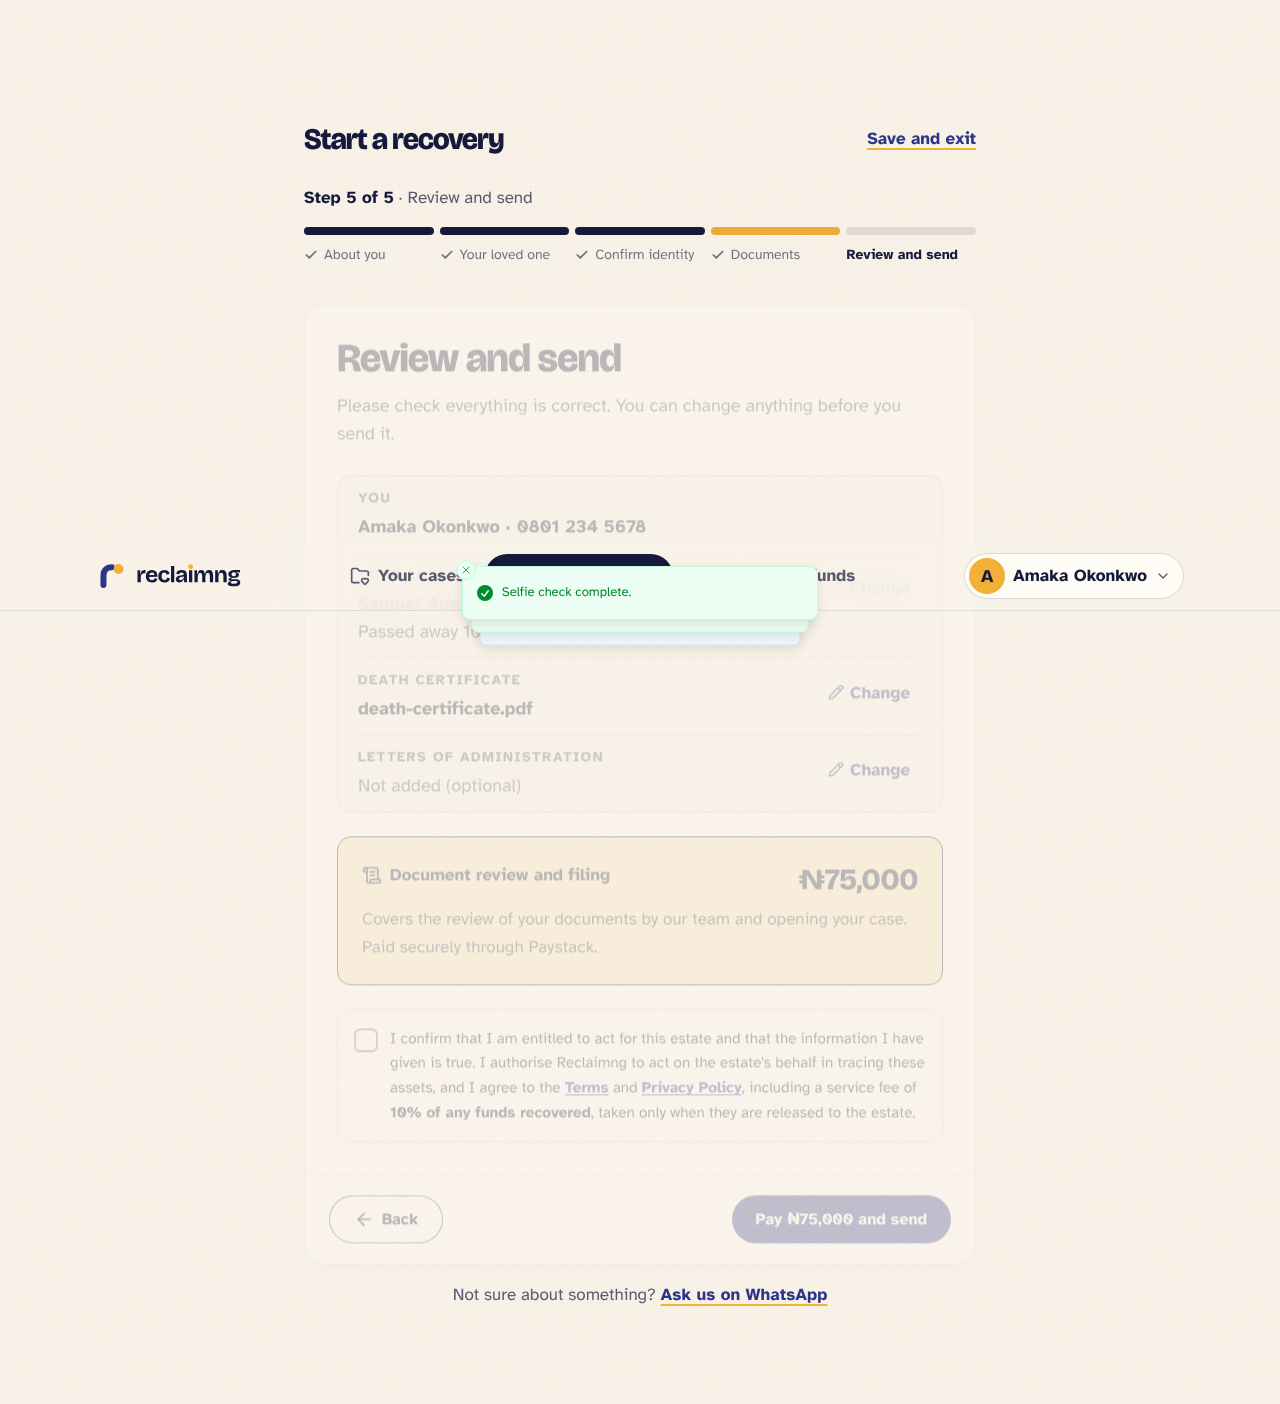 Start a recovery
Save and exit
Step 5 of 5 · Review and send
About you
Your loved one
Confirm identity
Documents
Review and send
Review and send
Please check everything is correct. You can change anything before you
send it.
YOU
Amaka Okonkwo · 0801 234 5678
reclaimng
Your cases
Selfie check complete.
Change
A Amaka Okonkwo
Samuel
Passed away
DEATH CERTIFICATE
Change
death-certificate.pdf
LETTERS OF ADMINISTRATION
Change
Not added (optional)
Document review and filing
₦75,000
Covers the review of your documents by our team and opening your case.
Paid securely through Paystack.
I confirm that I am entitled to act for this estate and that the information I have
given is true. I authorise Reclaimng to act on the estate's behalf in tracing these
assets, and I agree to the Terms and Privacy Policy, including a service fee of
10% of any funds recovered, taken only when they are released to the estate.
Back
Pay ₦75,000 and send
Not sure about something? Ask us on WhatsApp